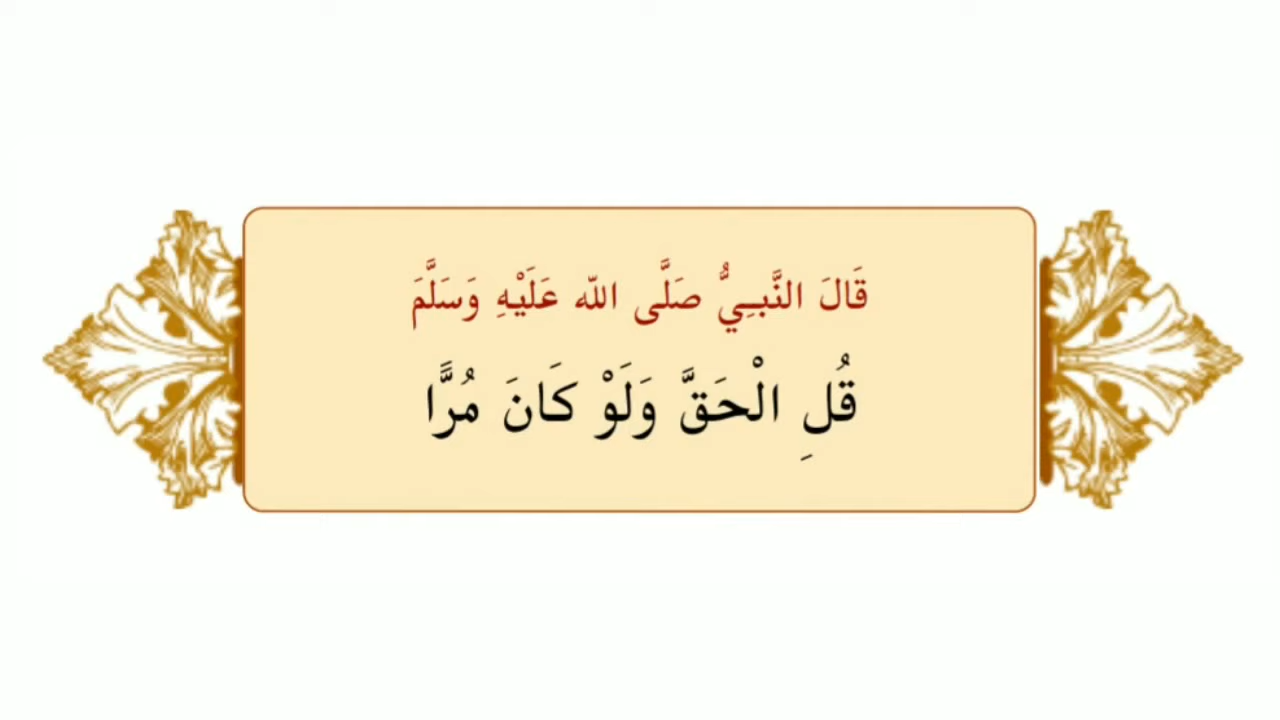 قَالَ النَّبِيُّ صَلَّى اللّه عَلَيْهِ وَسَلَّمَ
قُلِ الْحَقَّ وَلَوْ كَانَ مُرًّا